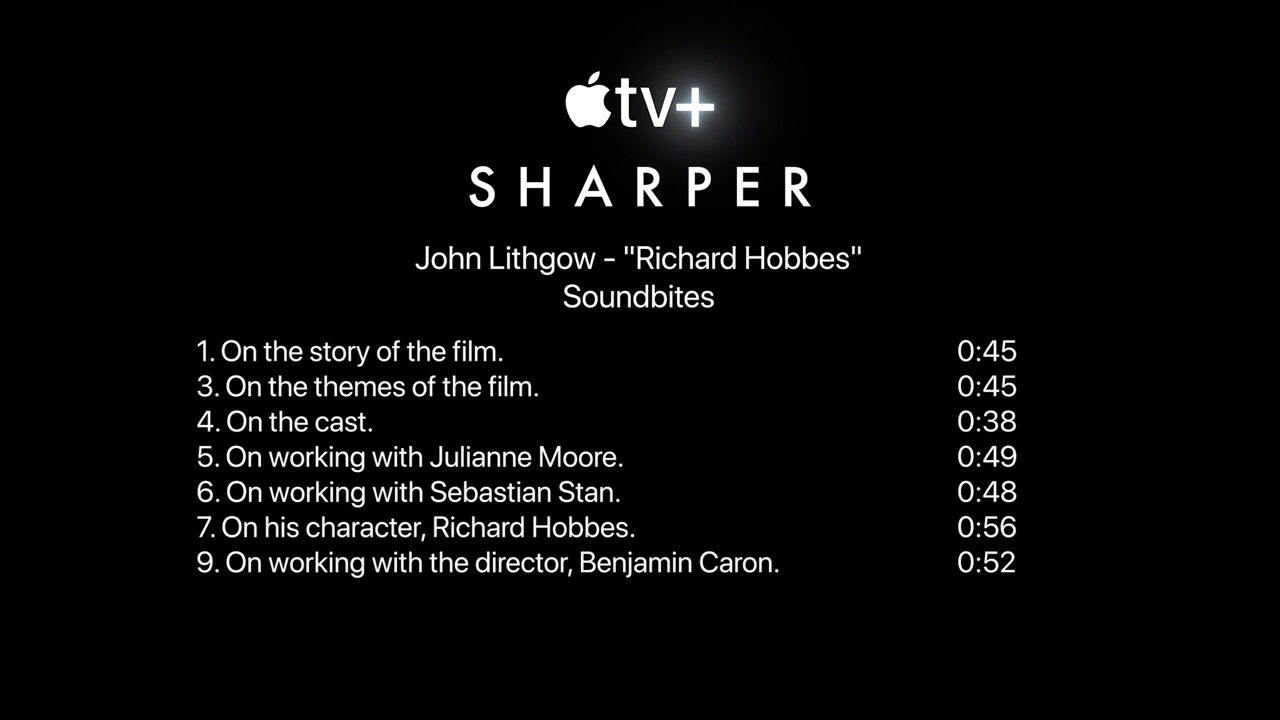 tv+
SHARPER
John Lithgow - "Richard Hobbes"
Soundbites
1. On the story of the film. 0:45
3. On the themes of the film. 0:45
4. On the cast. 0:38
5. On working with Julianne Moore. 0:49
6. On working with Sebastian Stan. 0:48
7. On his character, Richard Hobbes. 0:56
9. On working with the director, Benjamin Caron. 0:52